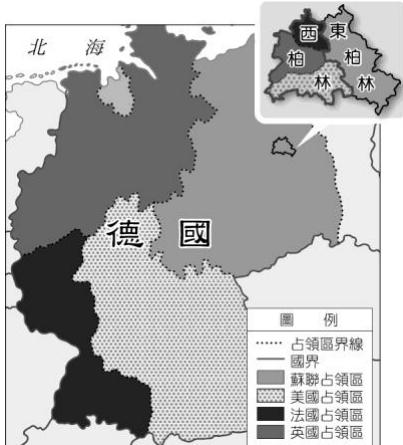 北海
西 東
柏 柏
林 林
德國
圖例
占領區界線
國界
蘇聯占領區
美國占領區
法國占領區
英國占領區